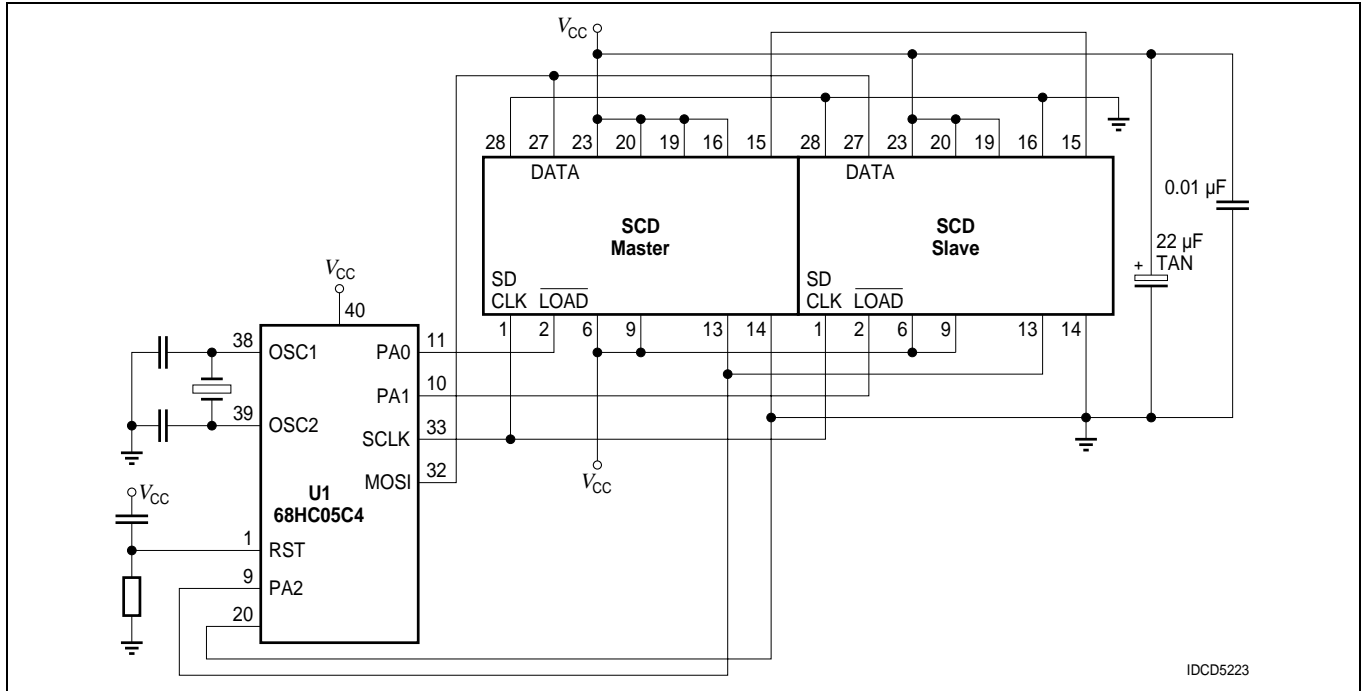 VCC
28 27 23 20 19 16 15 28 27 23 20 19 16 15
DATA DATA
0.01 µF
SCD
Master
SCD
Slave
22 µF
+ TAN
SD
CLK LOAD
SD
CLK LOAD
1 2 6 9 13 14 1 2 6 9 13 14
VCC
40
38 OSC1 PA0 11
PA1 10
39 OSC2
SCLK 33
MOSI 32
VCC
VCC
U1
68HC05C4
1 RST
9 PA2
20
IDCD5223